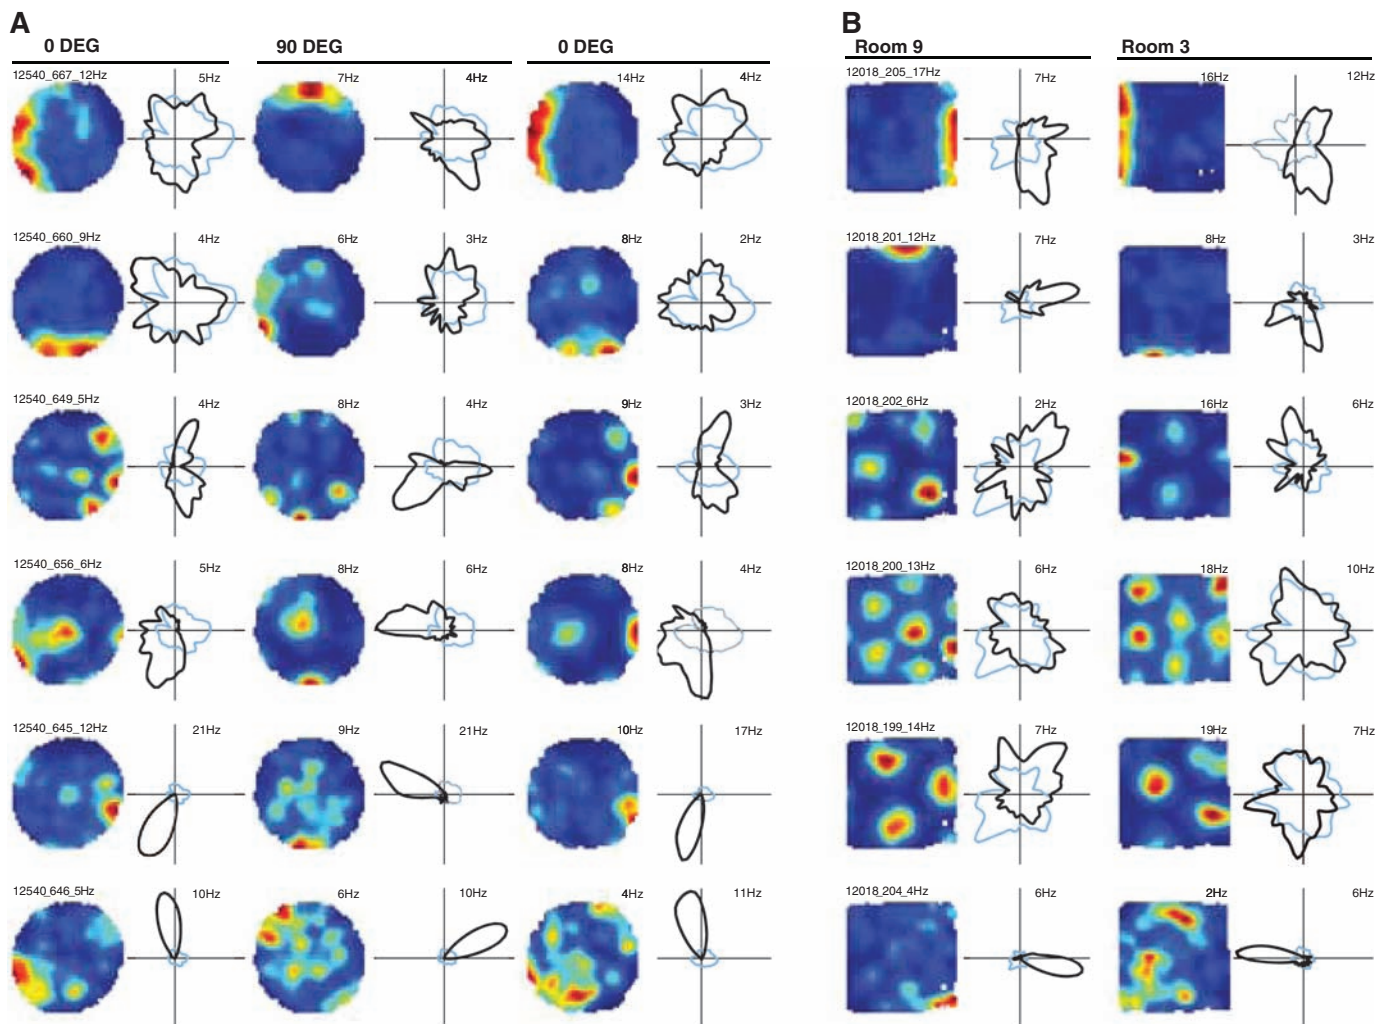 A
B
0 DEG 90 DEG 0 DEG
Room 9 Room 3
12540_667_12Hz 5Hz 7Hz 4Hz 14Hz 4Hz
12018_205_17Hz 7Hz 16Hz 12Hz
12540_660_9Hz 4Hz 6Hz 3Hz 8Hz 2Hz
12018_201_12Hz 7Hz 8Hz 3Hz
12540_649_5Hz 4Hz 8Hz 4Hz 9Hz 3Hz
12018_202_6Hz 2Hz 16Hz 6Hz
12540_656_6Hz 5Hz 8Hz 6Hz 8Hz 4Hz
12018_200_13Hz 6Hz 18Hz 10Hz
12540_645_12Hz 21Hz 9Hz 21Hz 10Hz 17Hz
12018_199_14Hz 7Hz 19Hz 7Hz
12540_646_5Hz 10Hz 6Hz 10Hz 4Hz 11Hz
12018_204_4Hz 6Hz 2Hz 6Hz